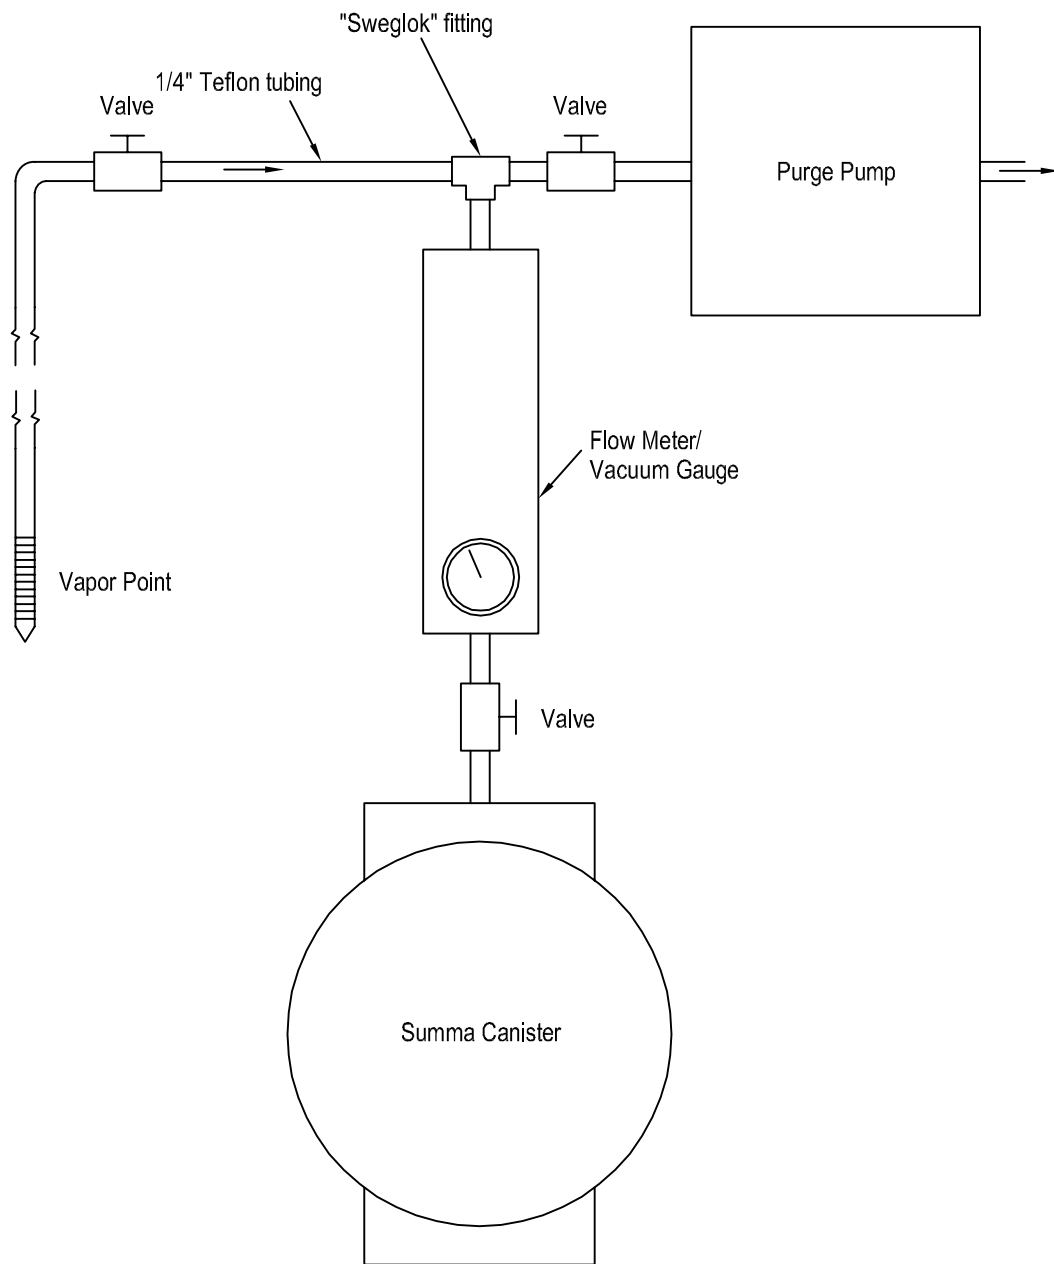 "Sweglok" fitting
1/4" Teflon tubing
Valve
Valve
Purge Pump
Flow Meter/
Vacuum Gauge
Vapor Point
Valve
Summa Canister